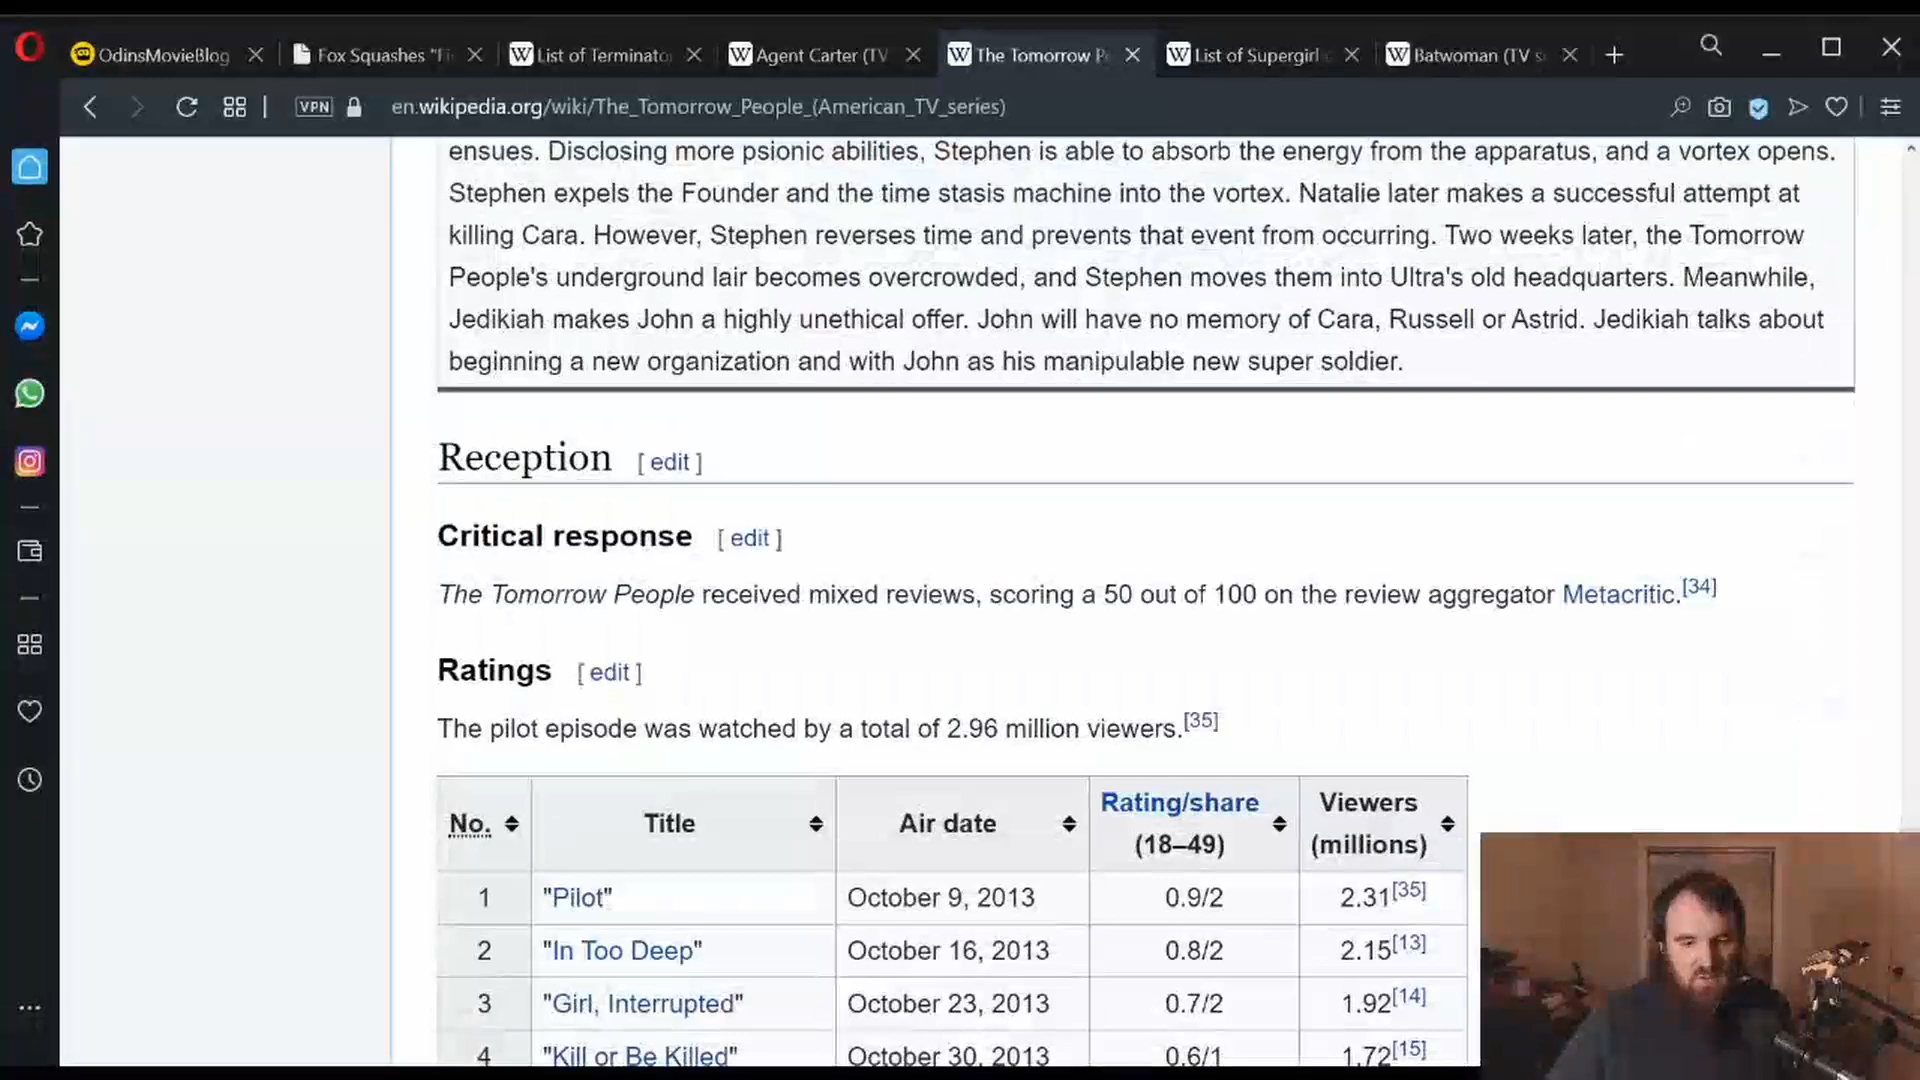 OdinsMovieBlog
Fox Squashes "Fi
List of Terminato
Agent Carter (TV
The Tomorrow P
List of Supergirl
Batwoman (TV s
VPN
en.wikipedia.org/wiki/The_Tomorrow_People_(American_TV_series)
ensues. Disclosing more psionic abilities, Stephen is able to absorb the energy from the apparatus, and a vortex opens.
Stephen expels the Founder and the time stasis machine into the vortex. Natalie later makes a successful attempt at
killing Cara. However, Stephen reverses time and prevents that event from occurring. Two weeks later, the Tomorrow
People's underground lair becomes overcrowded, and Stephen moves them into Ultra's old headquarters. Meanwhile,
Jedikiah makes John a highly unethical offer. John will have no memory of Cara, Russell or Astrid. Jedikiah talks about
beginning a new organization and with John as his manipulable new super soldier.
Reception [ edit ]
Critical response [ edit ]
The Tomorrow People received mixed reviews, scoring a 50 out of 100 on the review aggregator Metacritic.[34]
Ratings [ edit ]
The pilot episode was watched by a total of 2.96 million viewers.[35]
No. Title Air date Rating/share (18–49) Viewers (millions)
1 "Pilot" October 9, 2013 0.9/2 2.31[35]
2 "In Too Deep" October 16, 2013 0.8/2 2.15[13]
3 "Girl, Interrupted" October 23, 2013 0.7/2 1.92[14]
4 "Kill or Be Killed" October 30, 2013 0.6/1 1.72[15]